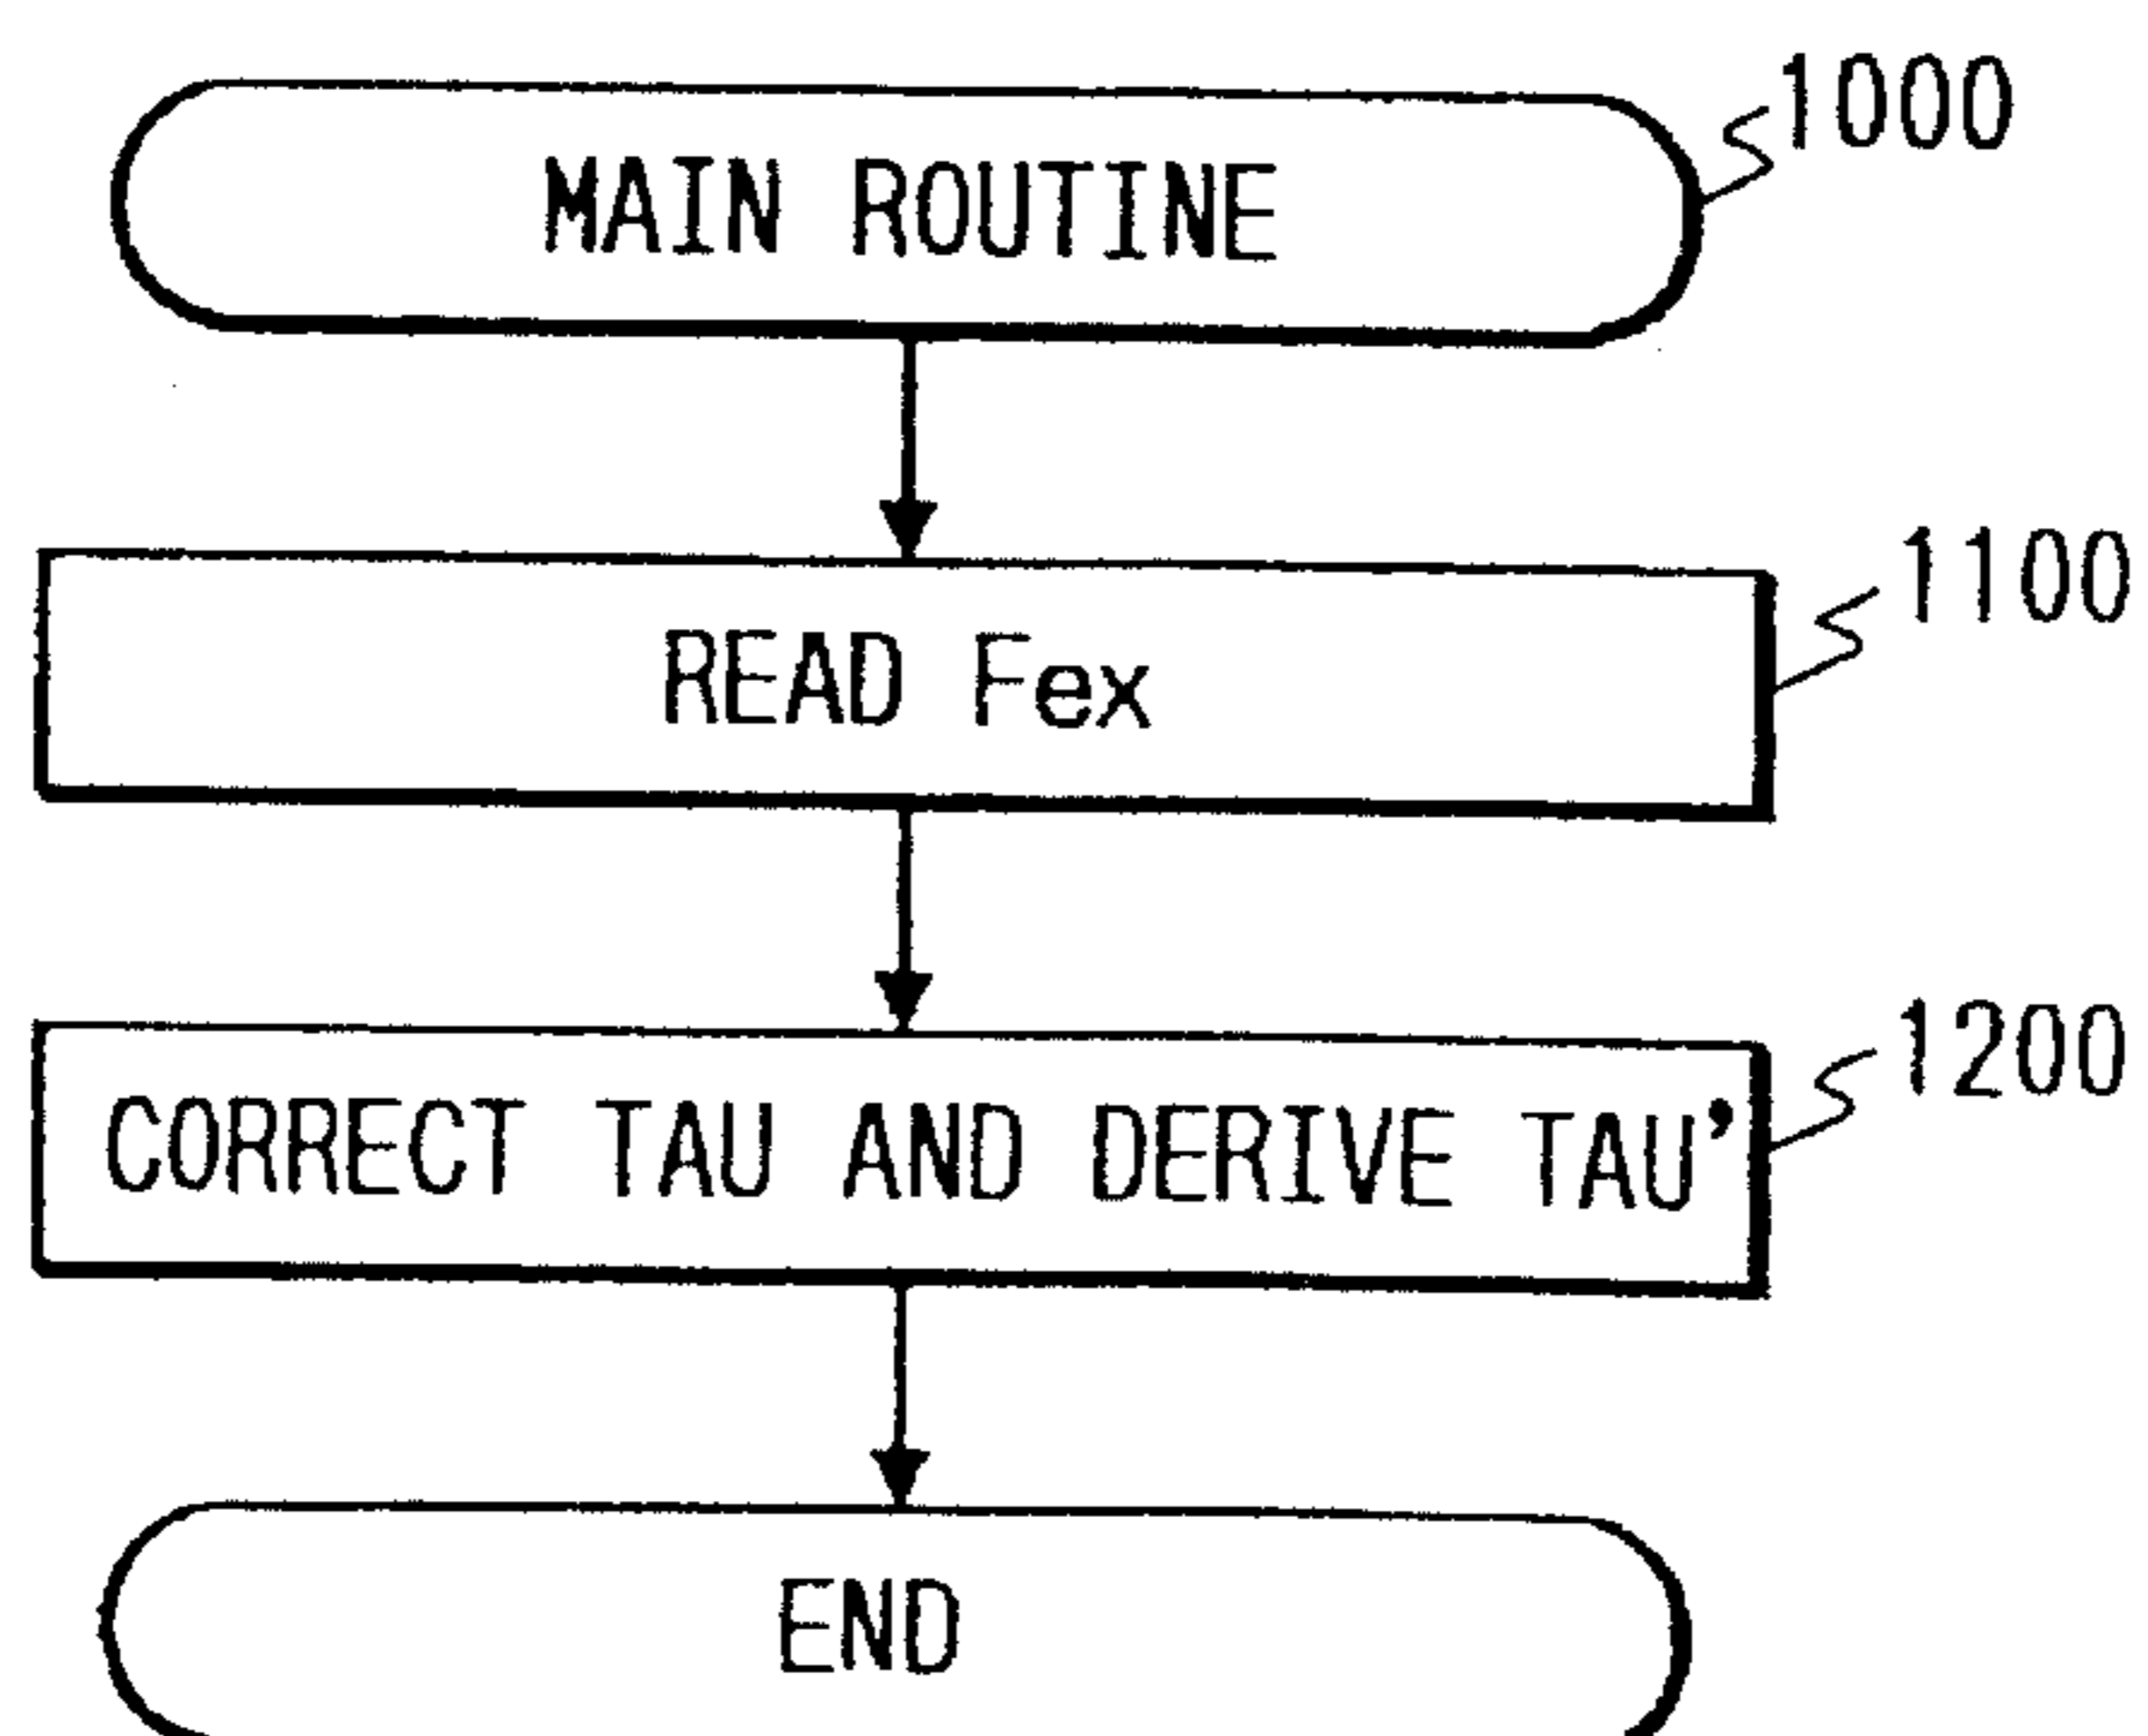 1000
MAIN ROUTINE
1100
READ Fex
1200
CORRECT TAU AND DERIVE TAU'
END